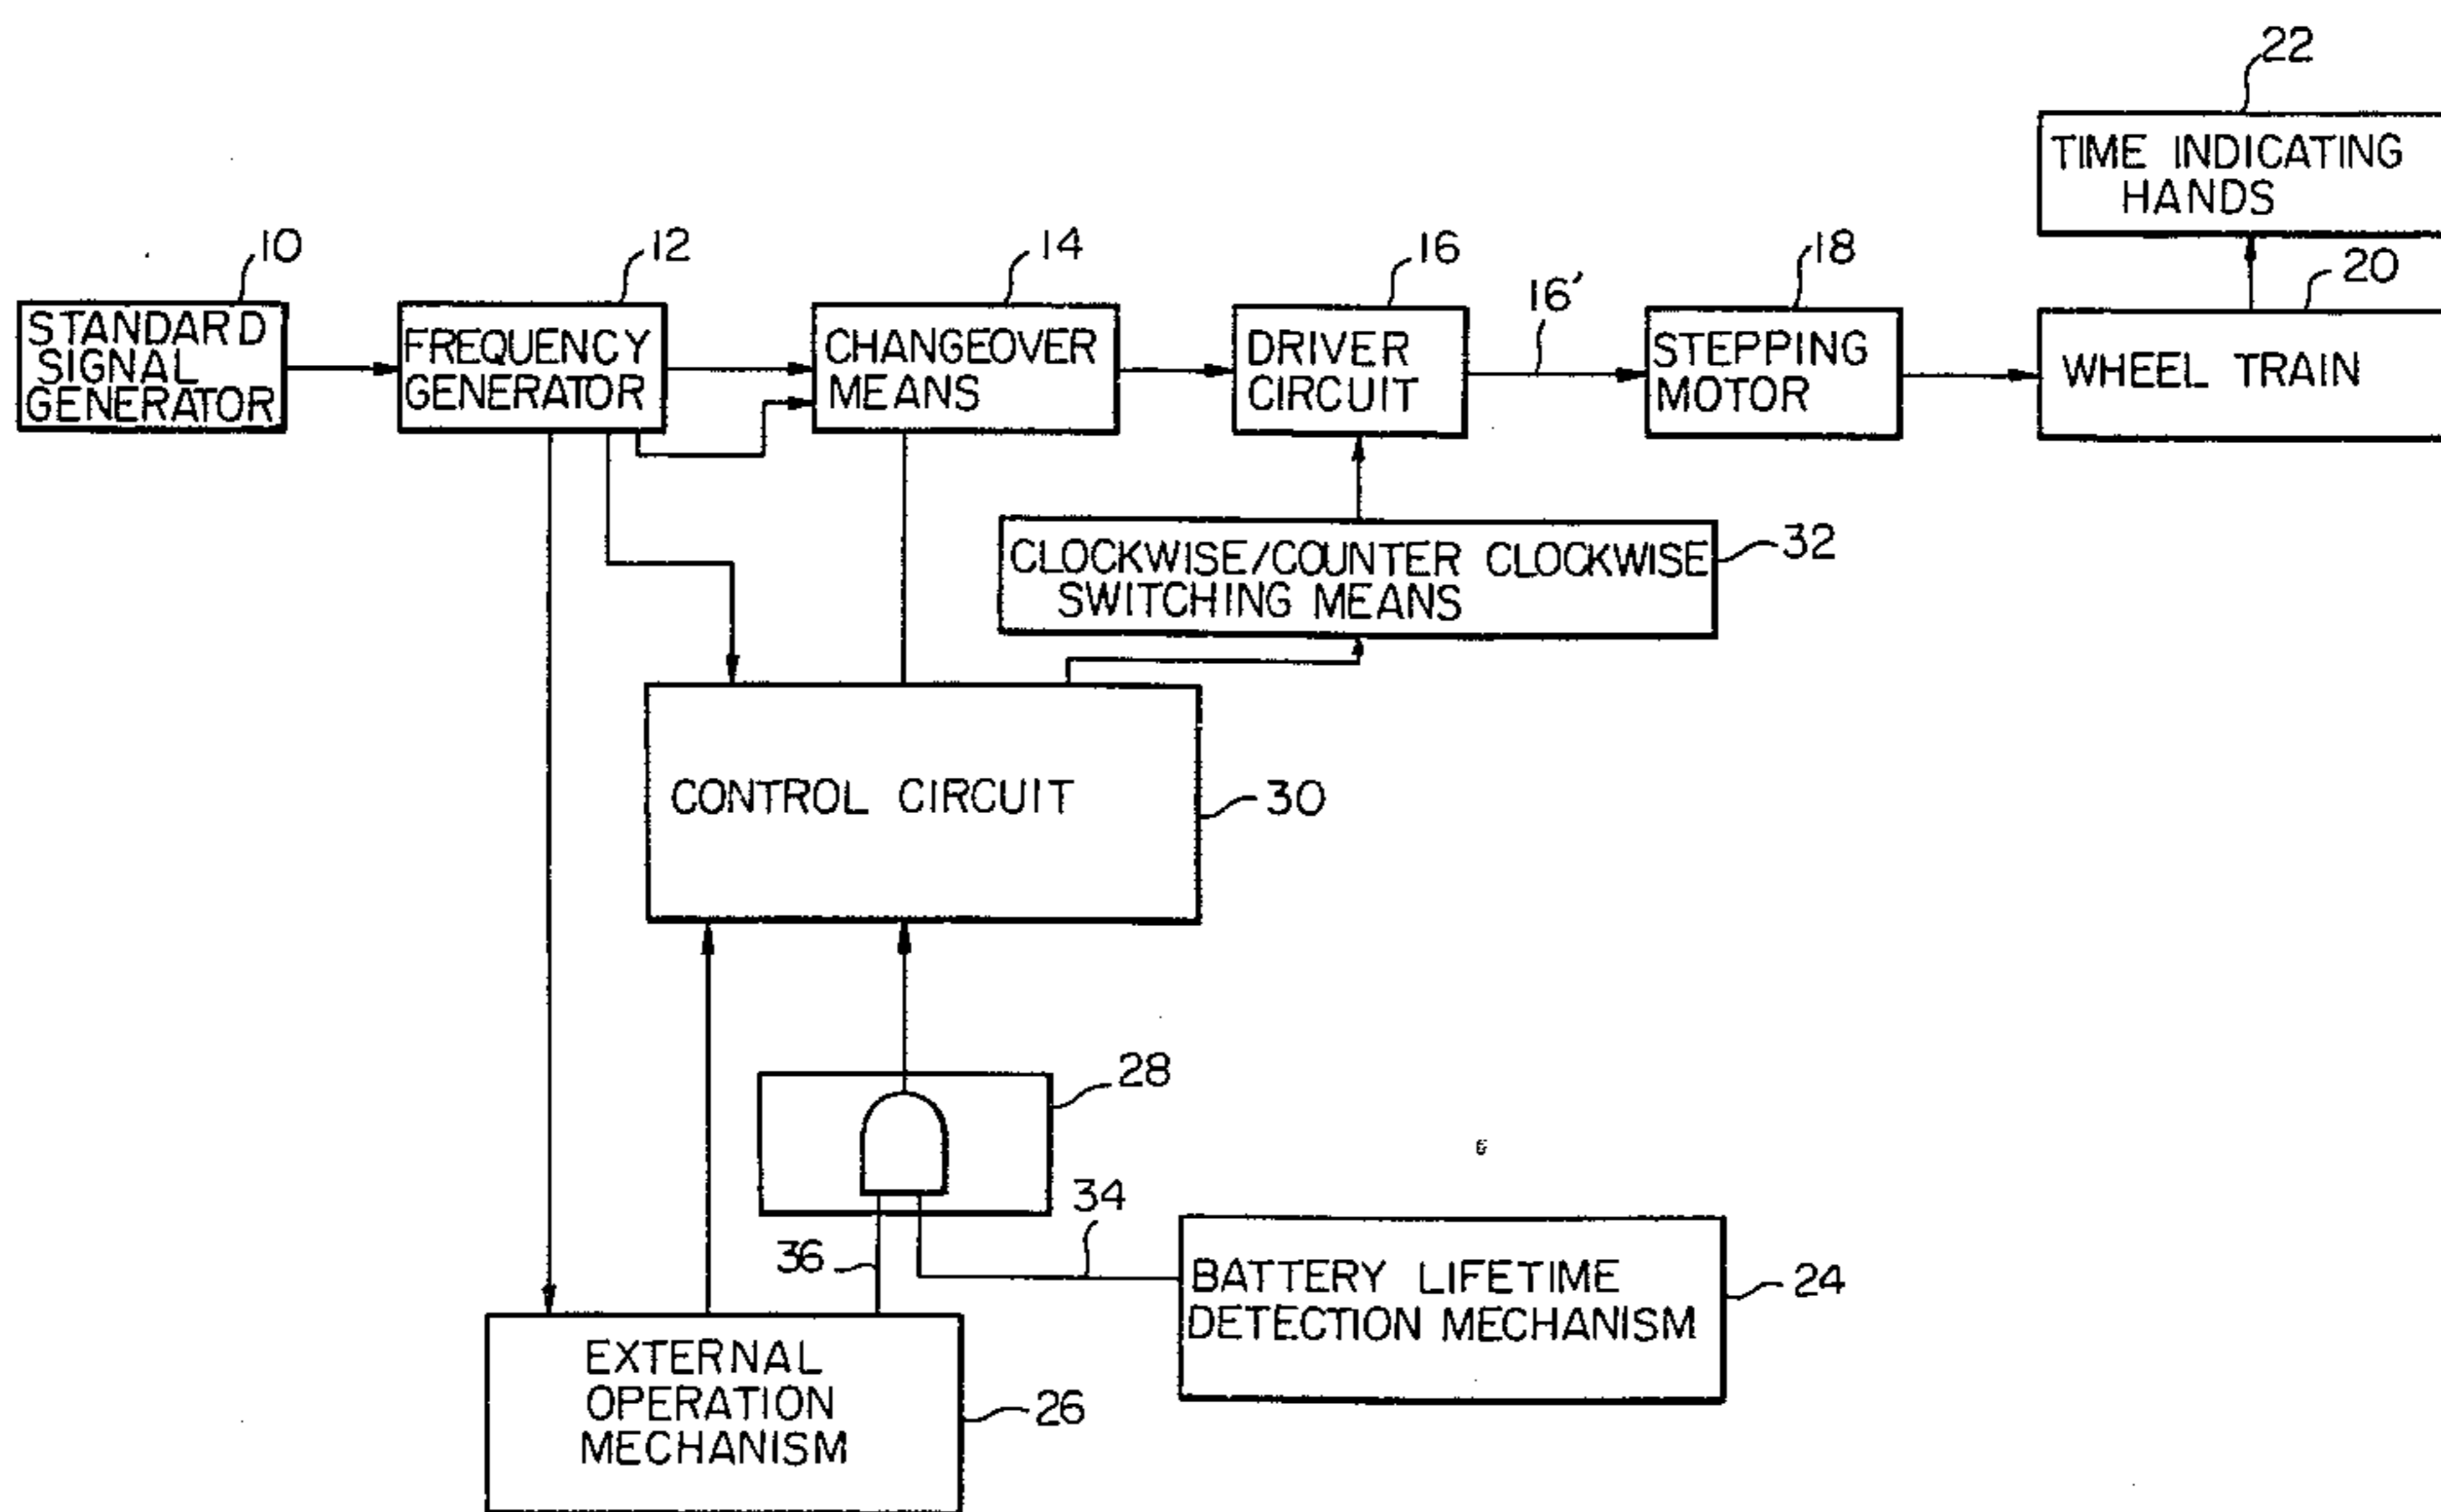 22
TIME INDICATING
HANDS
10
12
14
16
16'
18
20
STANDARD
SIGNAL
GENERATOR
FREQUENCY
GENERATOR
CHANGEOVER
MEANS
DRIVER
CIRCUIT
STEPPING
MOTOR
WHEEL TRAIN
CLOCKWISE/COUNTER CLOCKWISE
SWITCHING MEANS
32
CONTROL CIRCUIT
30
28
34
36
BATTERY LIFETIME
DETECTION MECHANISM
24
EXTERNAL
OPERATION
MECHANISM
26